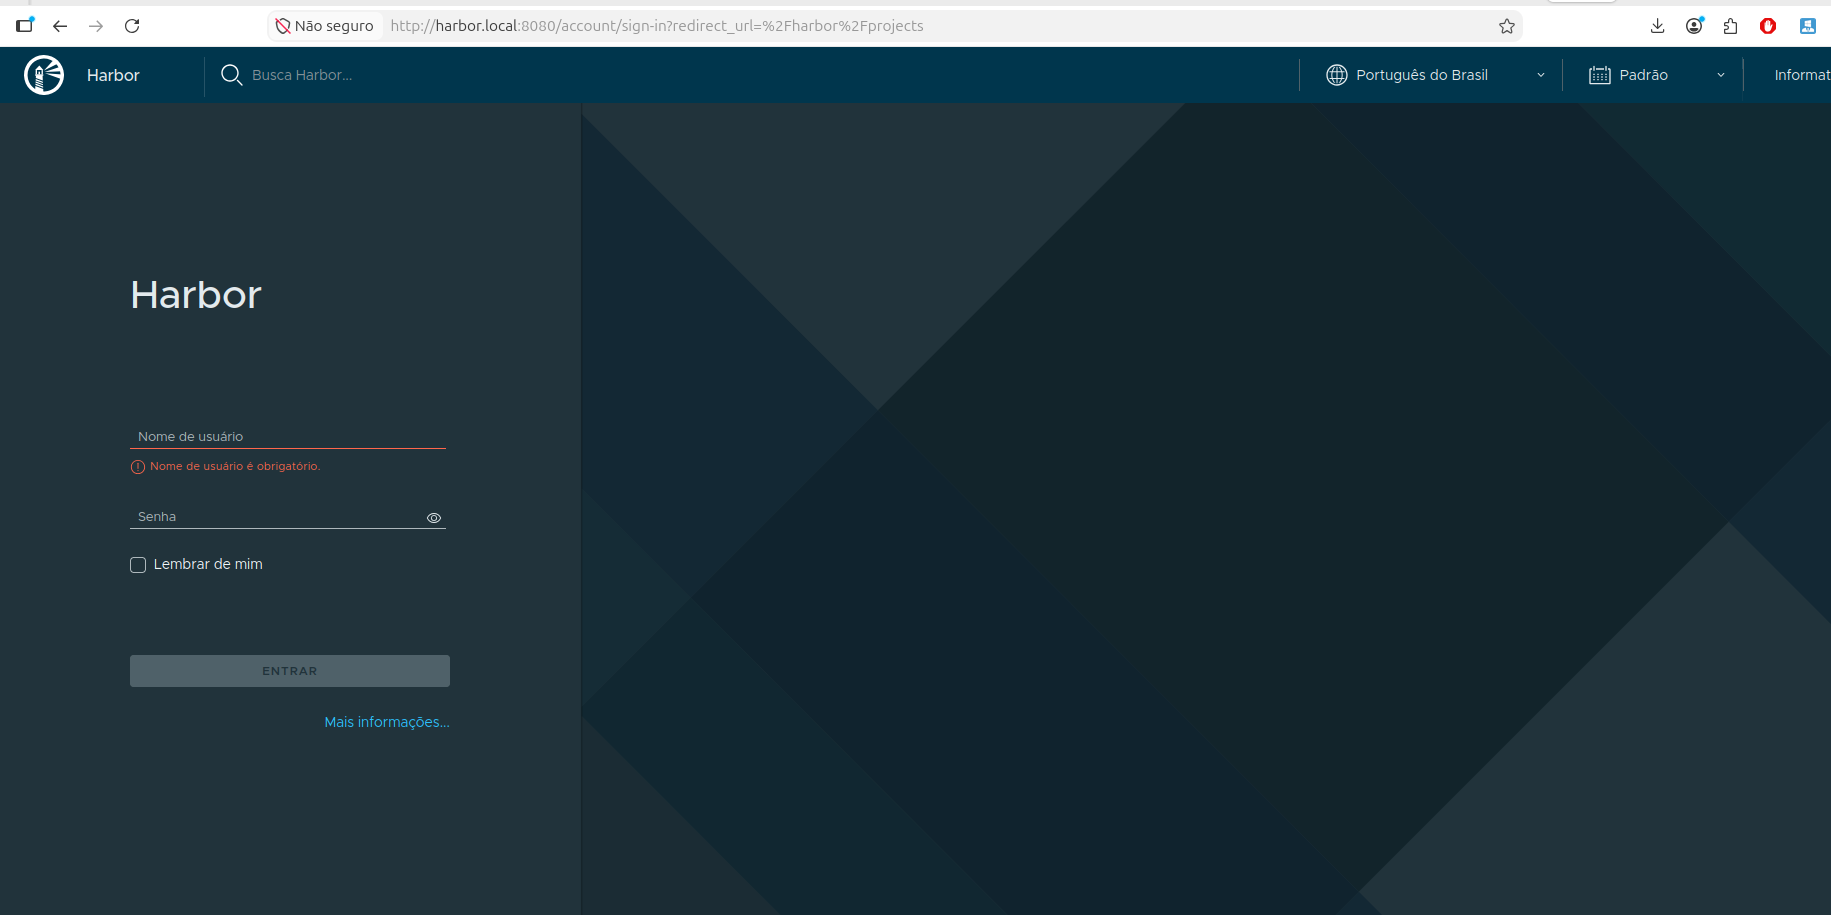 Não seguro
http://harbor.local:8080/account/sign-in?redirect_url=%2Fharbor%2Fprojects
Harbor
Busca Harbor...
Português do Brasil
Padrão
Informat
Harbor
Nome de usuário
Nome de usuário é obrigatório.
Senha
Lembrar de mim
ENTRAR
Mais informações...